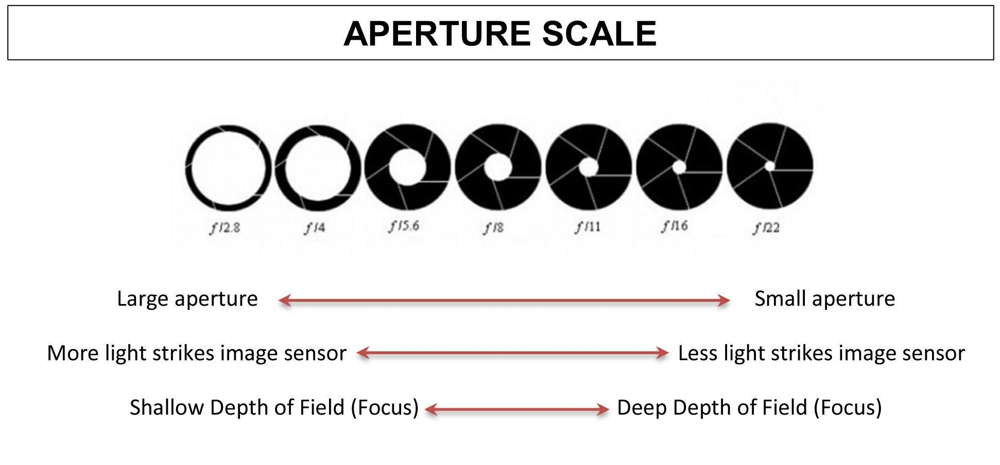 APERTURE SCALE
f/2.8 f/4 f/5.6 f/8 f/11 f/16 f/22
Large aperture Small aperture
More light strikes image sensor Less light strikes image sensor
Shallow Depth of Field (Focus) Deep Depth of Field (Focus)